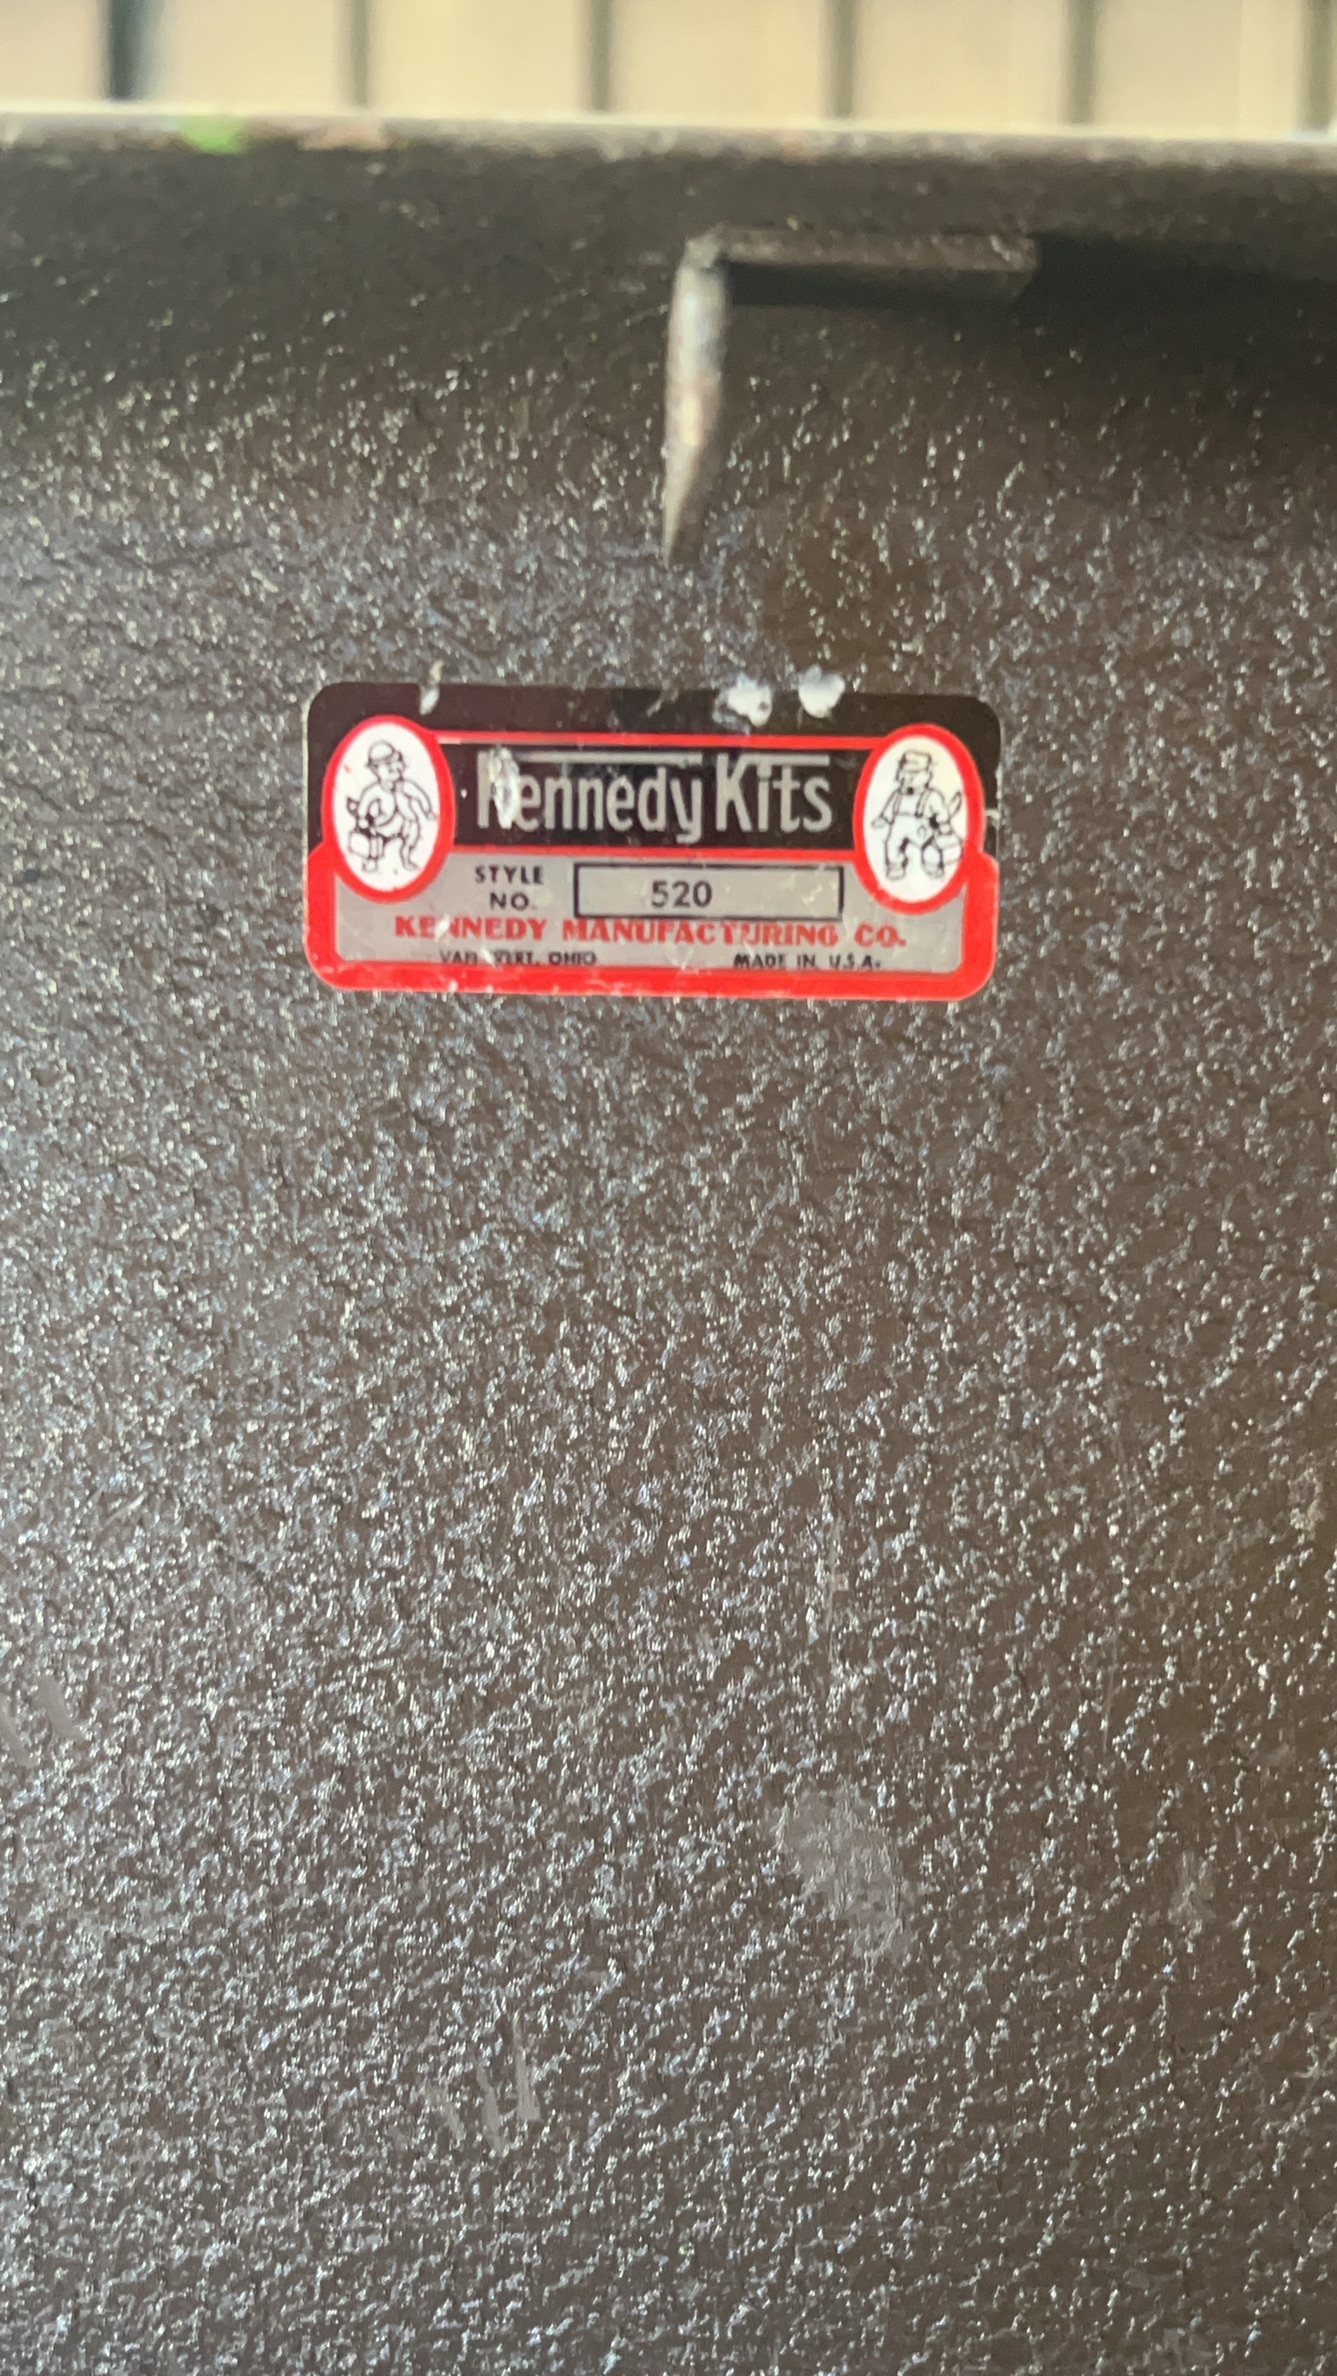 Kennedy Kits
STYLE
NO. 520
KENNEDY MANUFACTURING CO.
VAN WERT, OHIO MADE IN U.S.A.